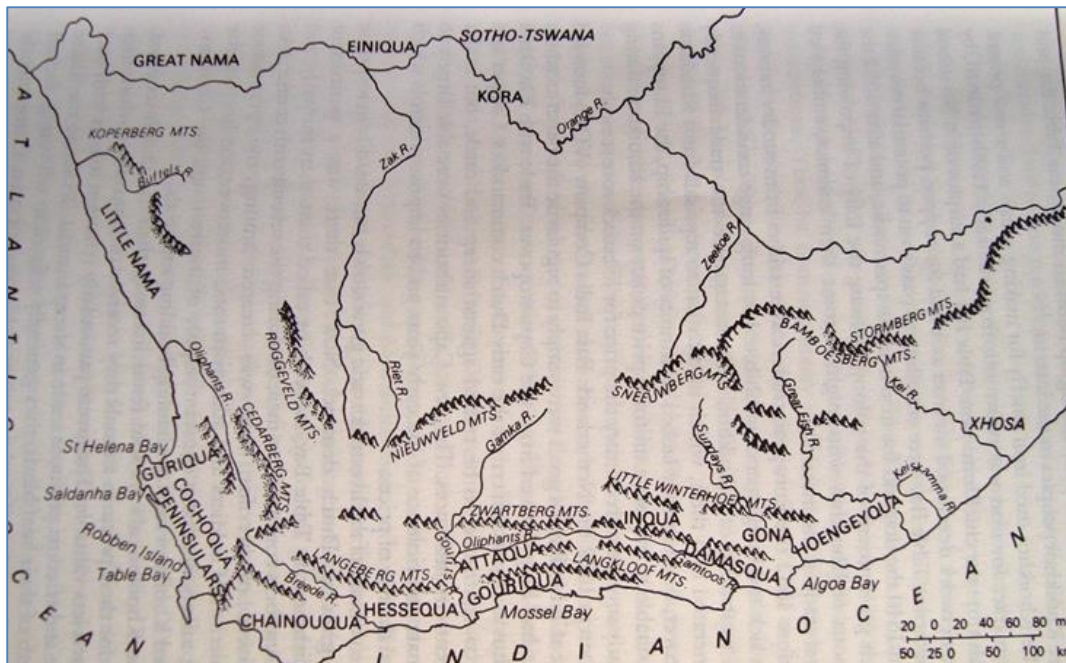 GREAT NAMA
EINIQUA
SOTHO-TSWANA
KORA
Orange R.
KOPERBERG MTS.
Buffels R.
Zak R.
LITTLE NAMA
Zeekoe R.
STORMBERG MTS.
BAMBOESBERG MTS.
Oliphants R.
ROGGEVELD MTS.
Riet R.
SNEEUWBERG MTS
Kei R.
CEDARBERG MTS.
NIEUWVELD MTS.
Gamka R.
Great Fish R.
XHOSA
St Helena Bay
GURIQUA
Sundays R.
Keiskamma R.
Saldanha Bay
COCHOQUA
LITTLE WINTERHOEK MTS.
PENINSULARS
ZWARTBERG MTS.
INQUA
GONA
HOENGEYQUA
Robben Island
Gourits
Oliphants R.
DAMASQUA
Table Bay
LANGEBERG MTS.
ATTAQUA
LANGKLOOF MTS.
Gamtoos R.
Algoa Bay
Breede R.
GOURIQUA
HESSEQUA
Mossel Bay
CHAINOUQUA
ATLANTIC OCEAN
INDIAN OCEAN
20 0 20 40 60 80 m
50 25 0 50 100 k